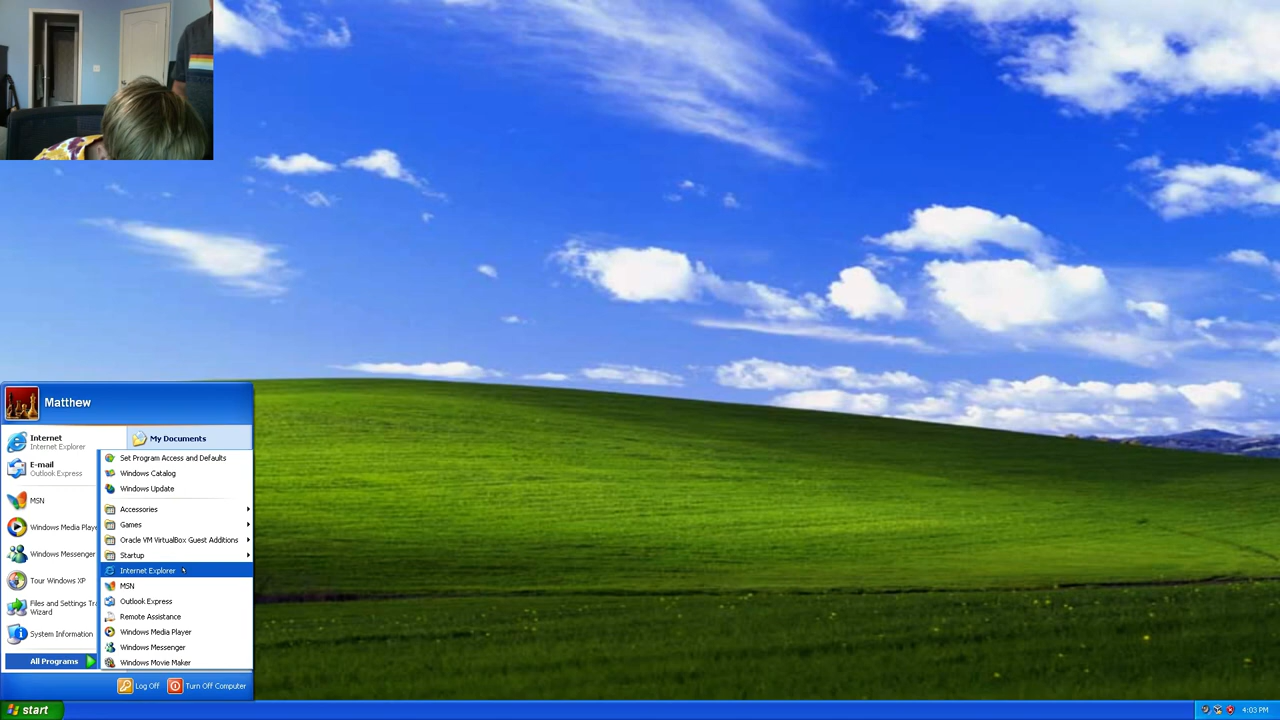 Matthew
Internet
Internet Explorer
E-mail
Outlook Express
MSN
Windows Media Playe
Windows Messenger
Tour Windows XP
Files and Settings Tra
Wizard
System Information
All Programs
My Documents
Set Program Access and Defaults
Windows Catalog
Windows Update
Accessories
Games
Oracle VM VirtualBox Guest Additions
Startup
Internet Explorer
MSN
Outlook Express
Remote Assistance
Windows Media Player
Windows Messenger
Windows Movie Maker
Log Off
Turn Off Computer
start
4:03 PM